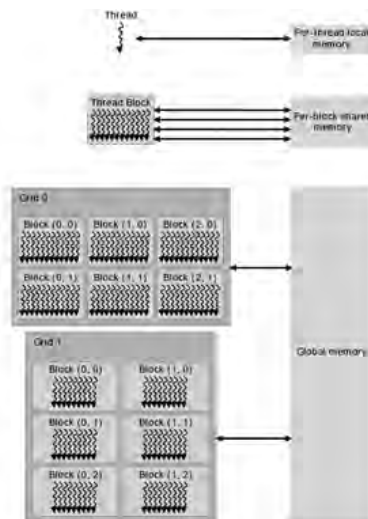 Thread
Per-thread local
memory
Thread Block
Per-block shared
memory
Grid 0
Block (0, 0)
Block (1, 0)
Block (2, 0)
Block (0, 1)
Block (1, 1)
Block (2, 1)
Grid 1
Block (0, 0)
Block (1, 0)
Block (0, 1)
Block (1, 1)
Block (0, 2)
Block (1, 2)
Global memory